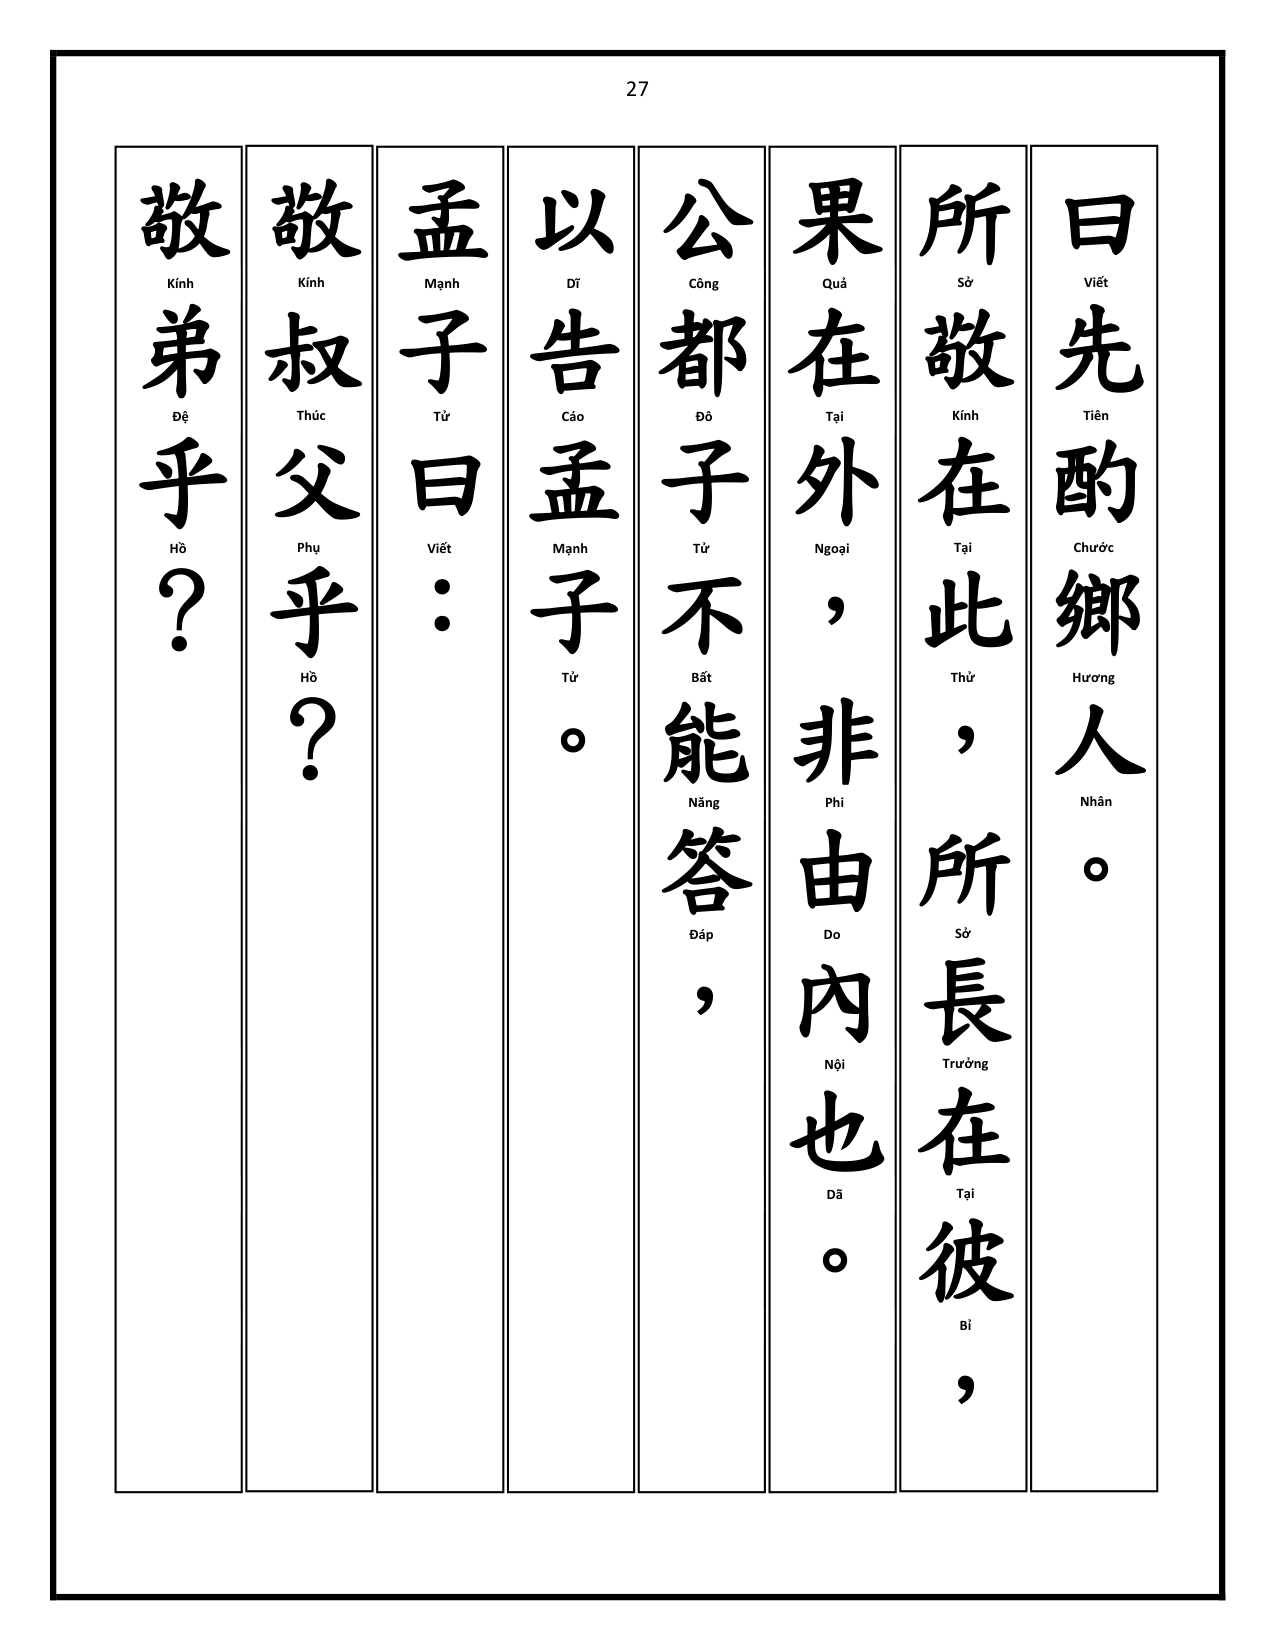 27
曰先酌鄉人。
Viết Tiên Chước Hương Nhân
所敬在此，所長在彼，
Sở Kính Tại Thử Sở Trưởng Tại Bỉ
果在外，非由內也。
Quả Tại Ngoại Phi Do Nội Dã
公都子不能答，
Công Đô Tử Bất Năng Đáp
以告孟子。
Dĩ Cáo Mạnh Tử
孟子曰：
Mạnh Tử Viết
敬叔父乎？
Kính Thúc Phụ Hồ
敬弟乎？
Kính Đệ Hồ